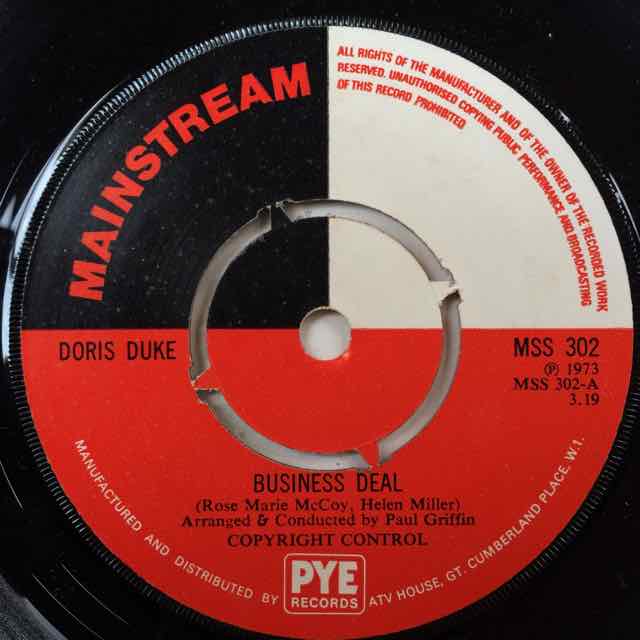 MAINSTREAM
ALL RIGHTS OF THE MANUFACTURER AND OF THE OWNER OF THE RECORDED WORK
RESERVED. UNAUTHORISED COPYING PUBLIC PERFORMANCE AND BROADCASTING
OF THIS RECORD PROHIBITED
DORIS DUKE
MSS 302
℗ 1973
MSS 302-A
3.19
BUSINESS DEAL
(Rose Marie McCoy, Helen Miller)
Arranged & Conducted by Paul Griffin
COPYRIGHT CONTROL
MANUFACTURED AND DISTRIBUTED BY
PYE
RECORDS
ATV HOUSE, GT. CUMBERLAND PLACE, W.1.